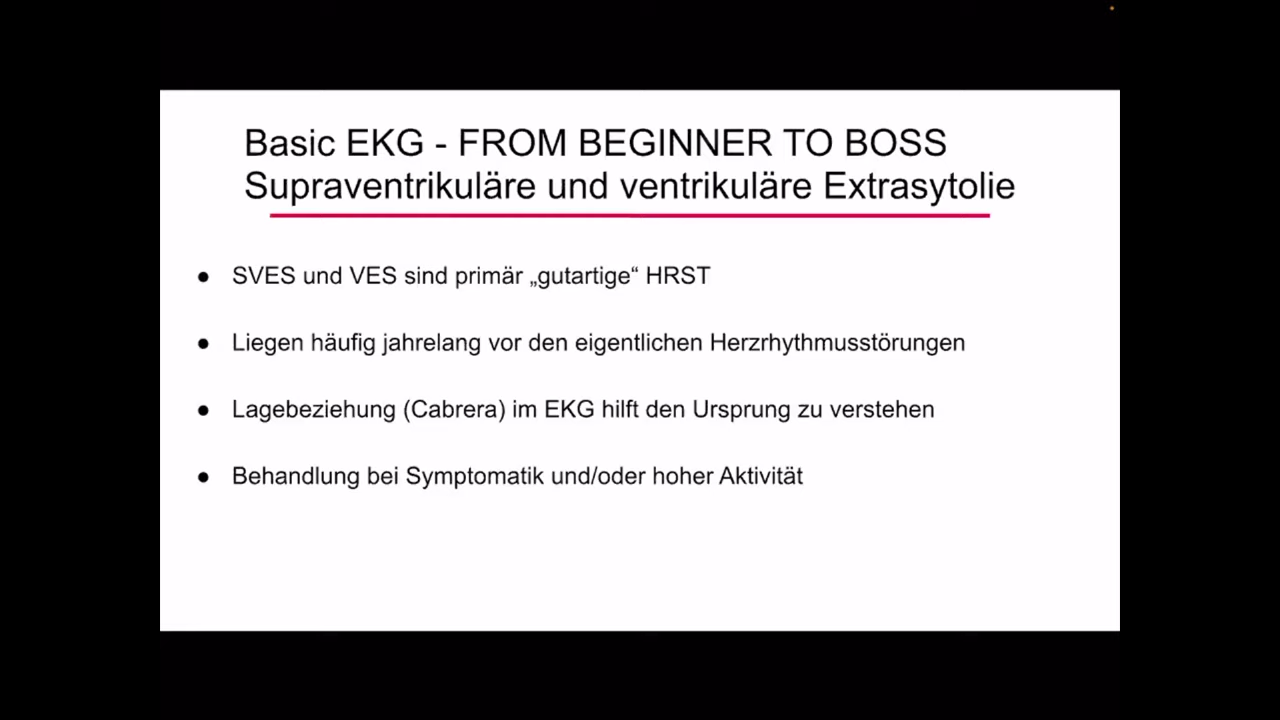 Basic EKG - FROM BEGINNER TO BOSS
Supraventrikuläre und ventrikuläre Extrasytolie
● SVES und VES sind primär „gutartige“ HRST
● Liegen häufig jahrelang vor den eigentlichen Herzrhythmusstörungen
● Lagebeziehung (Cabrera) im EKG hilft den Ursprung zu verstehen
● Behandlung bei Symptomatik und/oder hoher Aktivität